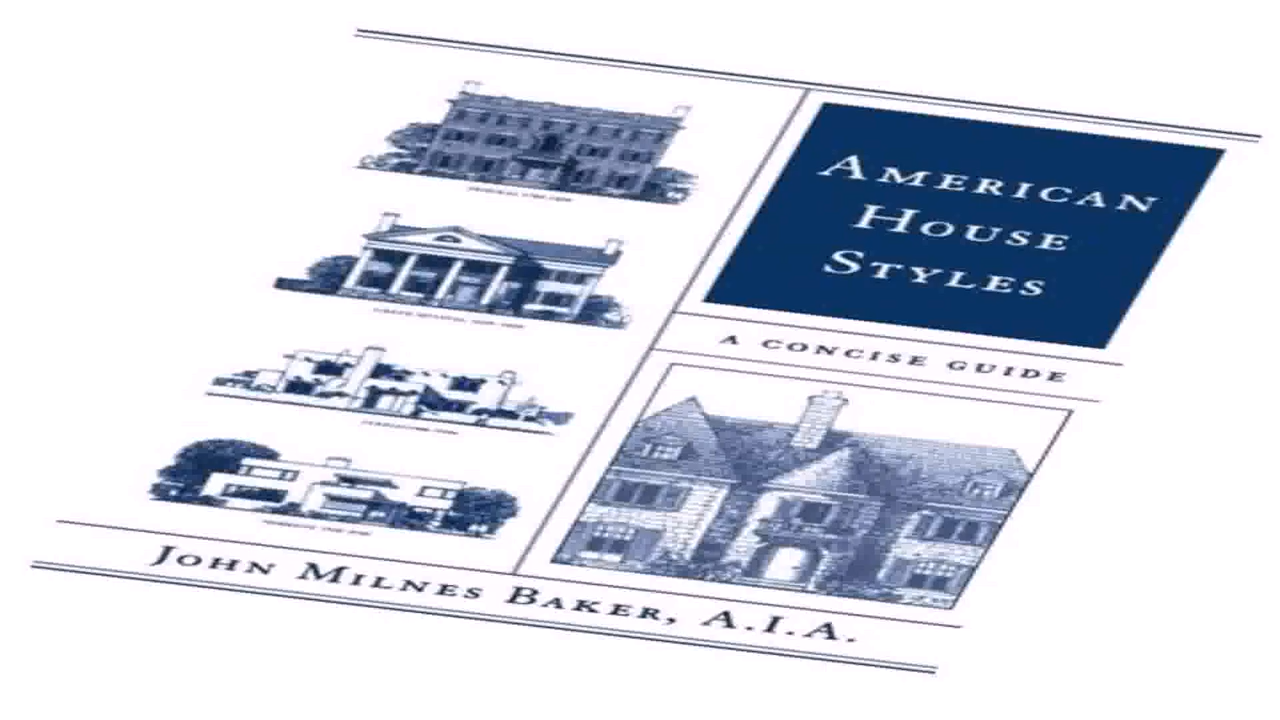 AMERICAN
HOUSE
STYLES
A CONCISE GUIDE
JOHN MILNES BAKER, A.I.A.